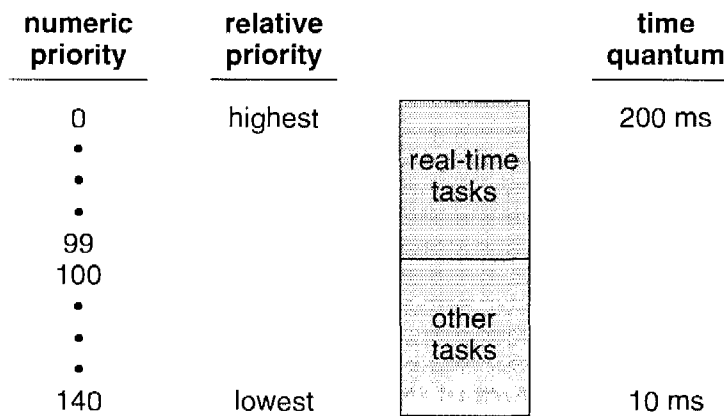 numeric priority relative priority time quantum
0 highest 200 ms
•
•
•
real-time tasks
99
100
•
•
•
other tasks
140 lowest 10 ms